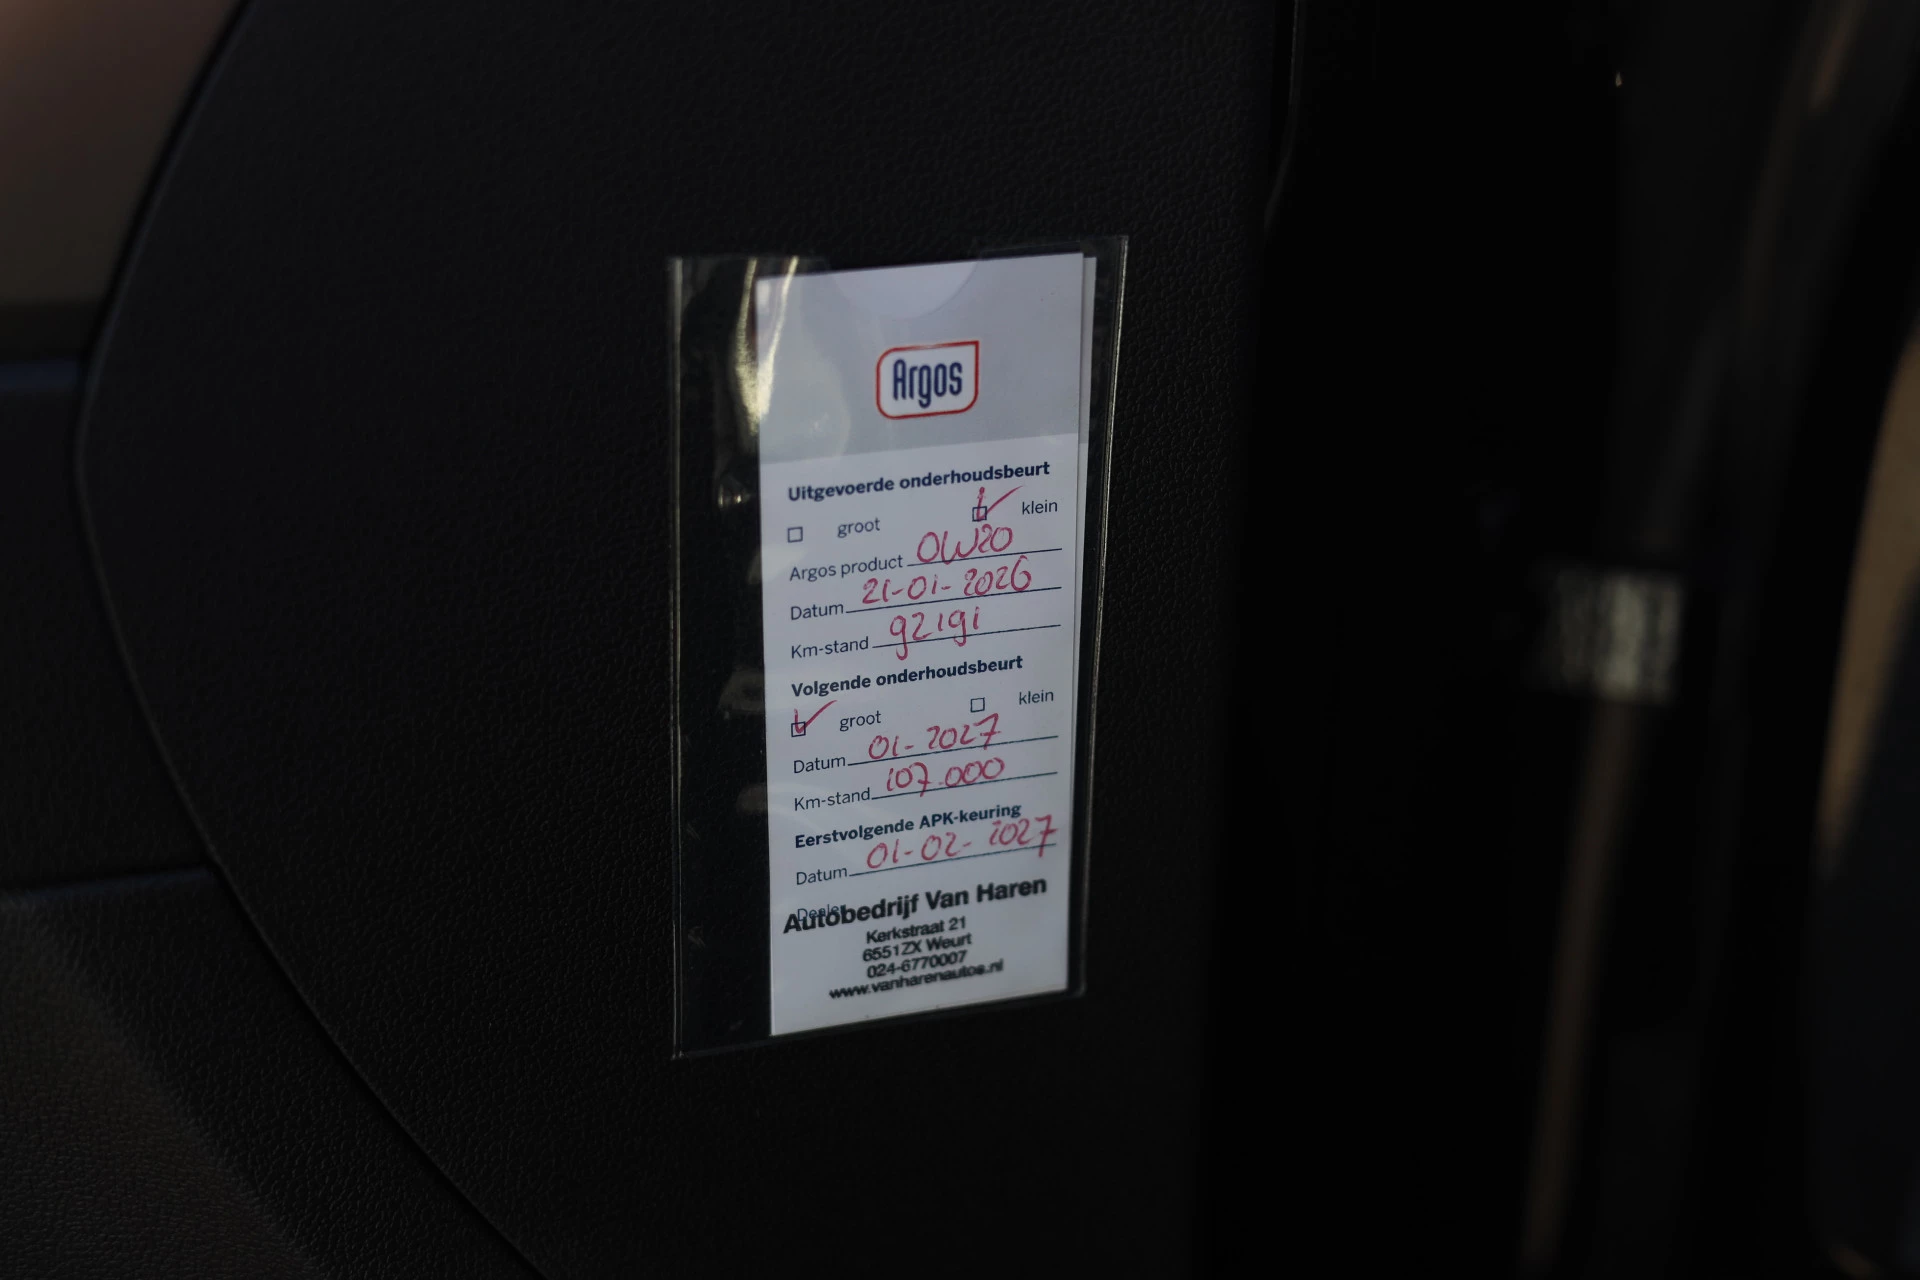 Argos
Uitgevoerde onderhoudsbeurt
groot klein
Argos product 0W20
Datum 21-01-2026
Km-stand 92191
Volgende onderhoudsbeurt
groot klein
Datum 01-2027
Km-stand 107.000
Eerstvolgende APK-keuring
Datum 01-02-2027
Dealer
Autobedrijf Van Haren
Kerkstraat 21
6551ZX Weurt
024-6770007
www.vanharenautos.nl